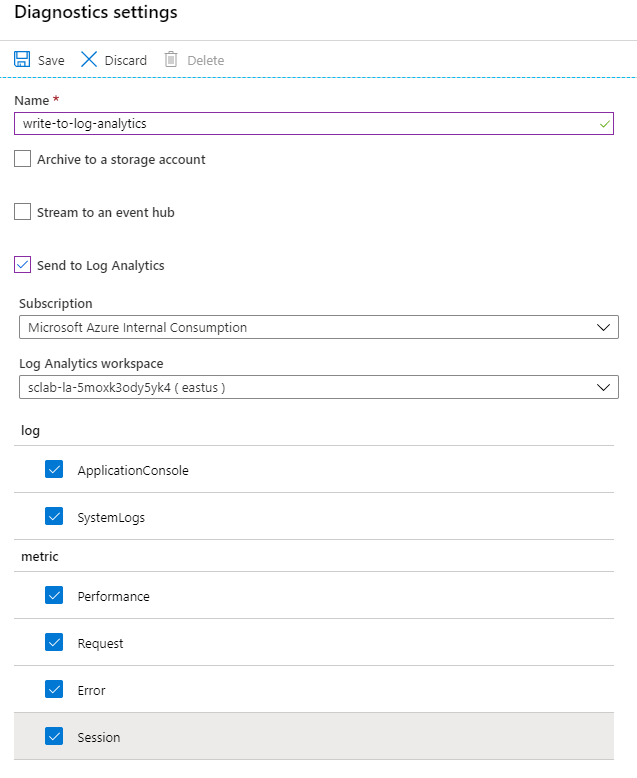 Diagnostics settings
Save Discard Delete
Name *
write-to-log-analytics
Archive to a storage account
Stream to an event hub
Send to Log Analytics
Subscription
Microsoft Azure Internal Consumption
Log Analytics workspace
sclab-la-5moxk3ody5yk4 ( eastus )
log
ApplicationConsole
SystemLogs
metric
Performance
Request
Error
Session